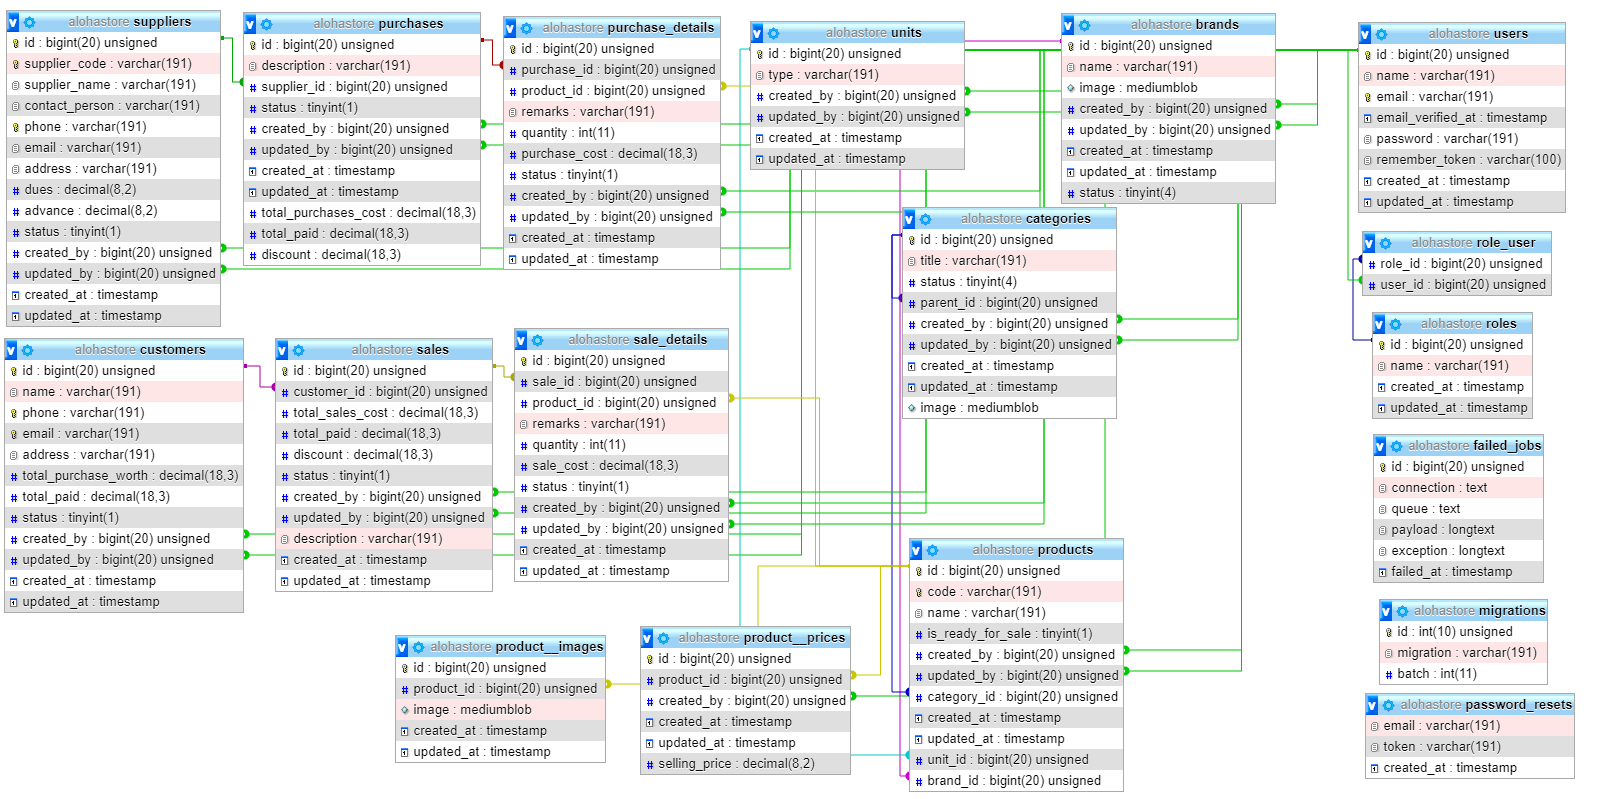 alohastore suppliers
id : bigint(20) unsigned
supplier_code : varchar(191)
supplier_name : varchar(191)
contact_person : varchar(191)
phone : varchar(191)
email : varchar(191)
address : varchar(191)
dues : decimal(8,2)
advance : decimal(8,2)
status : tinyint(1)
created_by : bigint(20) unsigned
updated_by : bigint(20) unsigned
created_at : timestamp
updated_at : timestamp
alohastore purchases
id : bigint(20) unsigned
description : varchar(191)
supplier_id : bigint(20) unsigned
status : tinyint(1)
created_by : bigint(20) unsigned
updated_by : bigint(20) unsigned
created_at : timestamp
updated_at : timestamp
total_purchases_cost : decimal(18,3)
total_paid : decimal(18,3)
discount : decimal(18,3)
alohastore purchase_details
id : bigint(20) unsigned
purchase_id : bigint(20) unsigned
product_id : bigint(20) unsigned
remarks : varchar(191)
quantity : int(11)
purchase_cost : decimal(18,3)
status : tinyint(1)
created_by : bigint(20) unsigned
updated_by : bigint(20) unsigned
created_at : timestamp
updated_at : timestamp
alohastore units
id : bigint(20) unsigned
type : varchar(191)
created_by : bigint(20) unsigned
updated_by : bigint(20) unsigned
created_at : timestamp
updated_at : timestamp
alohastore brands
id : bigint(20) unsigned
name : varchar(191)
image : mediumblob
created_by : bigint(20) unsigned
updated_by : bigint(20) unsigned
created_at : timestamp
updated_at : timestamp
status : tinyint(4)
alohastore users
id : bigint(20) unsigned
name : varchar(191)
email : varchar(191)
email_verified_at : timestamp
password : varchar(191)
remember_token : varchar(100)
created_at : timestamp
updated_at : timestamp
alohastore categories
id : bigint(20) unsigned
title : varchar(191)
status : tinyint(4)
parent_id : bigint(20) unsigned
created_by : bigint(20) unsigned
updated_by : bigint(20) unsigned
created_at : timestamp
updated_at : timestamp
image : mediumblob
alohastore role_user
role_id : bigint(20) unsigned
user_id : bigint(20) unsigned
alohastore roles
id : bigint(20) unsigned
name : varchar(191)
created_at : timestamp
updated_at : timestamp
alohastore customers
id : bigint(20) unsigned
name : varchar(191)
phone : varchar(191)
email : varchar(191)
address : varchar(191)
total_purchase_worth : decimal(18,3)
total_paid : decimal(18,3)
status : tinyint(1)
created_by : bigint(20) unsigned
updated_by : bigint(20) unsigned
created_at : timestamp
updated_at : timestamp
alohastore sales
id : bigint(20) unsigned
customer_id : bigint(20) unsigned
total_sales_cost : decimal(18,3)
total_paid : decimal(18,3)
discount : decimal(18,3)
status : tinyint(1)
created_by : bigint(20) unsigned
updated_by : bigint(20) unsigned
description : varchar(191)
created_at : timestamp
updated_at : timestamp
alohastore sale_details
id : bigint(20) unsigned
sale_id : bigint(20) unsigned
product_id : bigint(20) unsigned
remarks : varchar(191)
quantity : int(11)
sale_cost : decimal(18,3)
status : tinyint(1)
created_by : bigint(20) unsigned
updated_by : bigint(20) unsigned
created_at : timestamp
updated_at : timestamp
alohastore failed_jobs
id : bigint(20) unsigned
connection : text
queue : text
payload : longtext
exception : longtext
failed_at : timestamp
alohastore products
id : bigint(20) unsigned
code : varchar(191)
name : varchar(191)
is_ready_for_sale : tinyint(1)
created_by : bigint(20) unsigned
updated_by : bigint(20) unsigned
category_id : bigint(20) unsigned
created_at : timestamp
updated_at : timestamp
unit_id : bigint(20) unsigned
brand_id : bigint(20) unsigned
alohastore product__images
id : bigint(20) unsigned
product_id : bigint(20) unsigned
image : mediumblob
created_at : timestamp
updated_at : timestamp
alohastore product__prices
id : bigint(20) unsigned
product_id : bigint(20) unsigned
created_by : bigint(20) unsigned
created_at : timestamp
updated_at : timestamp
selling_price : decimal(8,2)
alohastore migrations
id : int(10) unsigned
migration : varchar(191)
batch : int(11)
alohastore password_resets
email : varchar(191)
token : varchar(191)
created_at : timestamp